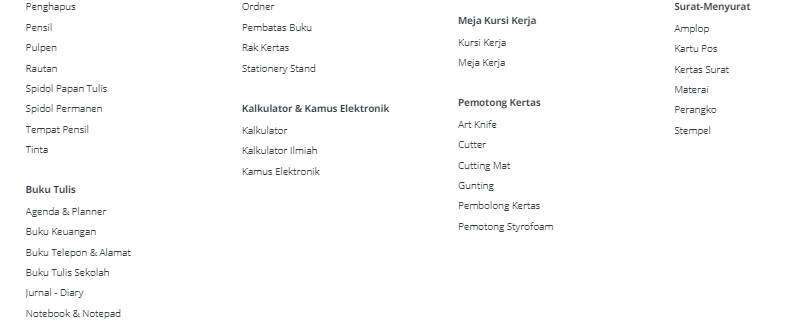 Penghapus
Pensil
Pulpen
Rautan
Spidol Papan Tulis
Spidol Permanen
Tempat Pensil
Tinta
Buku Tulis
Agenda & Planner
Buku Keuangan
Buku Telepon & Alamat
Buku Tulis Sekolah
Jurnal - Diary
Notebook & Notepad
Ordner
Pembatas Buku
Rak Kertas
Stationery Stand
Kalkulator & Kamus Elektronik
Kalkulator
Kalkulator Ilmiah
Kamus Elektronik
Meja Kursi Kerja
Kursi Kerja
Meja Kerja
Pemotong Kertas
Art Knife
Cutter
Cutting Mat
Gunting
Pembolong Kertas
Pemotong Styrofoam
Surat-Menyurat
Amplop
Kartu Pos
Kertas Surat
Materai
Perangko
Stempel